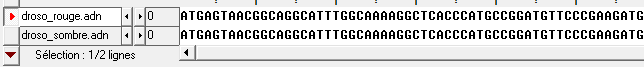 droso_rouge.adn 0 ATGAGTAACGGCAGGCATTTGGCAAAAGGCTCACCCATGCCGGATGTTCCCGAAGATG
droso_sombre.adn 0 ATGAGTAACGGCAGGCATTTGGCAAAAGGCTCACCCATGCCGGATGTTCCCGAAGATG
Sélection : 1/2 lignes